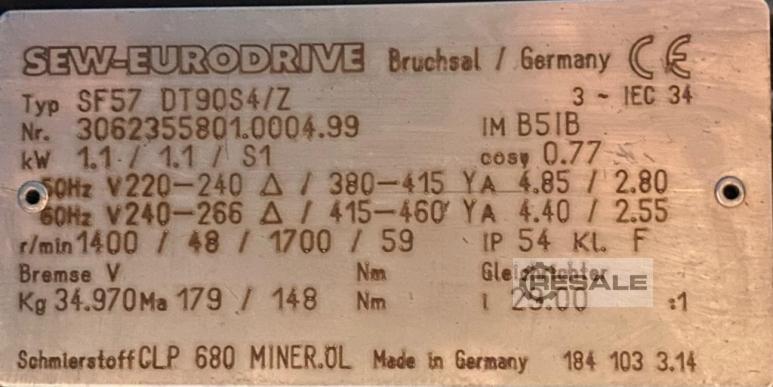 SEW-EURODRIVE Bruchsal / Germany CE
Typ SF57 DT90S4/Z 3 ~ IEC 34
Nr. 3062355801.0004.99 IM B5IB
kW 1.1 / 1.1 / S1 cosφ 0.77
50Hz V220-240 Δ / 380-415 Y A 4.85 / 2.80
60Hz V240-266 Δ / 415-460 Y A 4.40 / 2.55
r/min 1400 / 48 / 1700 / 59 IP 54 Kl. F
Bremse V Nm
Kg 34.970 Ma 179 / 148 Nm i :1
RESALE
Schmierstoff CLP 680 MINER.ÖL Made in Germany 184 103 3.14